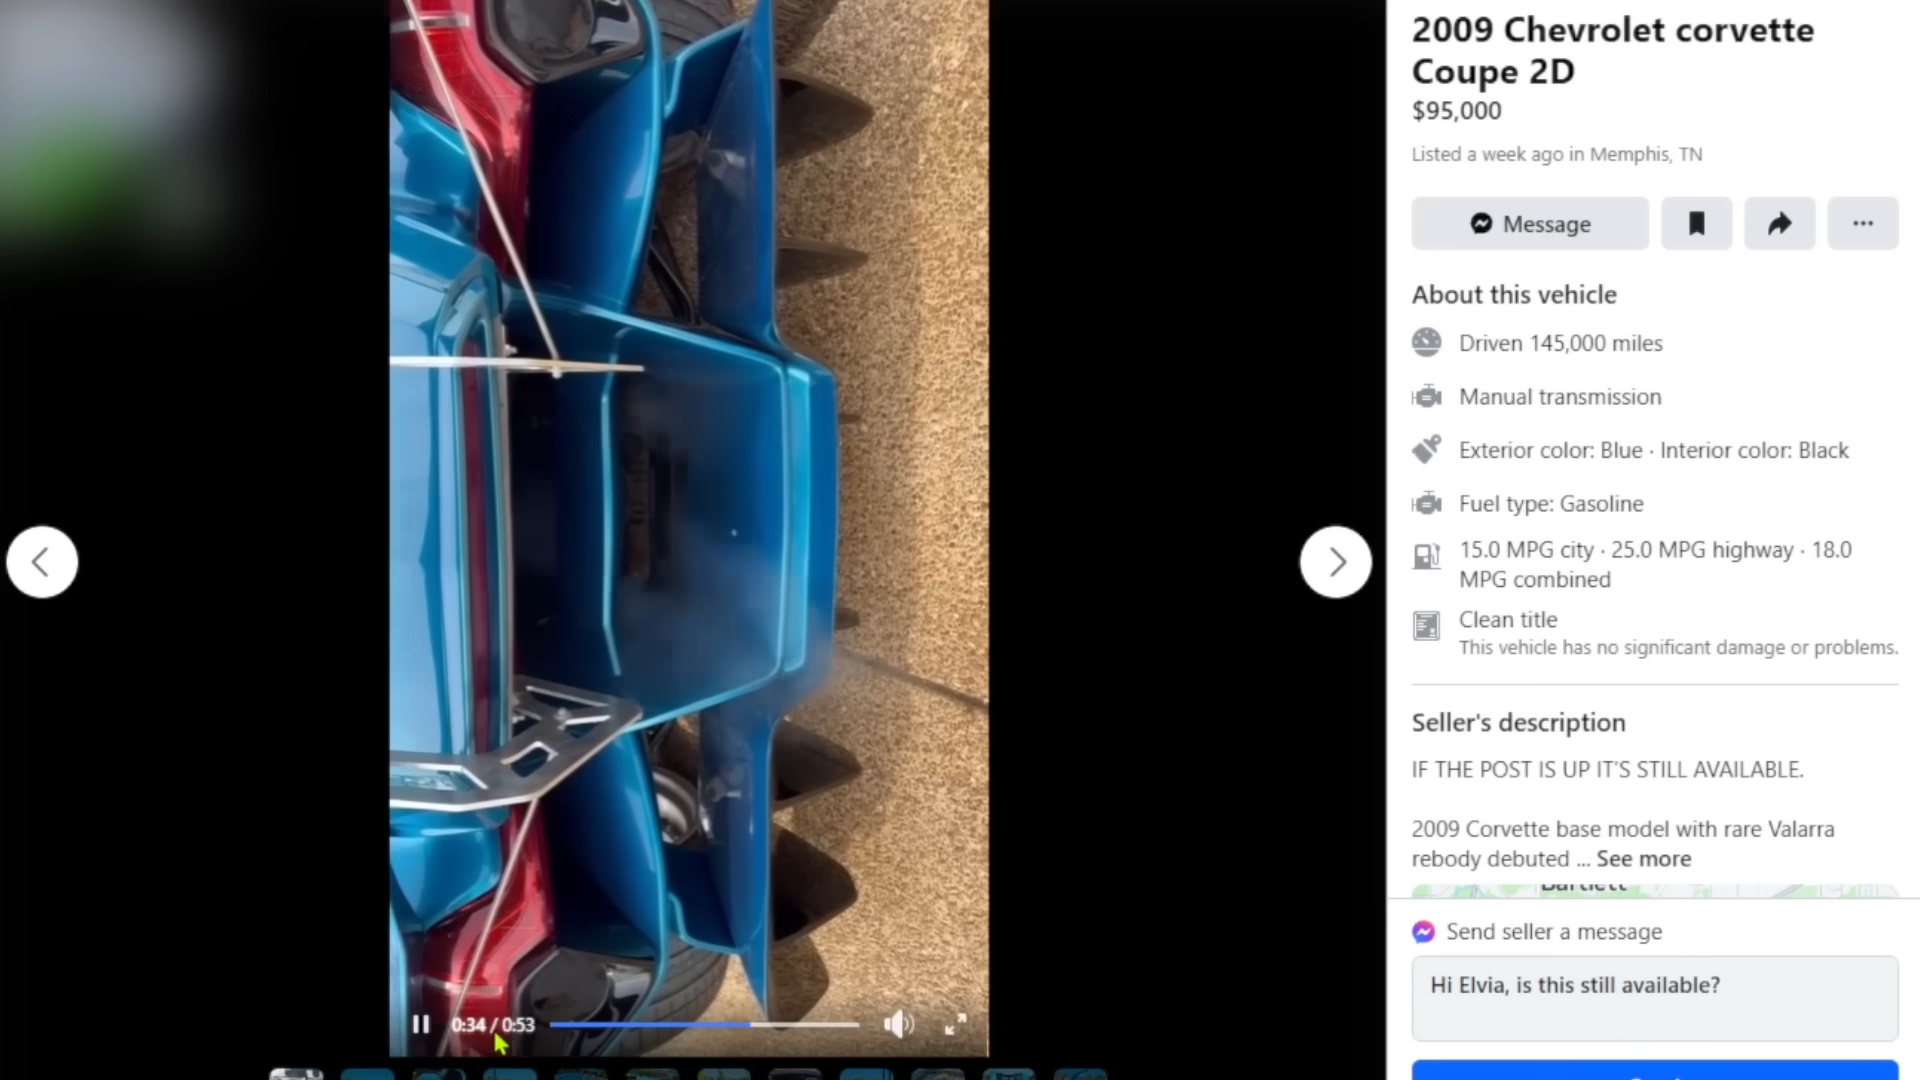 2009 Chevrolet corvette
Coupe 2D
$95,000
Listed a week ago in Memphis, TN
Message
About this vehicle
Driven 145,000 miles
Manual transmission
Exterior color: Blue · Interior color: Black
Fuel type: Gasoline
15.0 MPG city · 25.0 MPG highway · 18.0
MPG combined
Clean title
This vehicle has no significant damage or problems.
Seller's description
IF THE POST IS UP IT'S STILL AVAILABLE.
2009 Corvette base model with rare Valarra
rebody debuted ... See more
Bartlett
Send seller a message
Hi Elvia, is this still available?
0:34 / 0:53